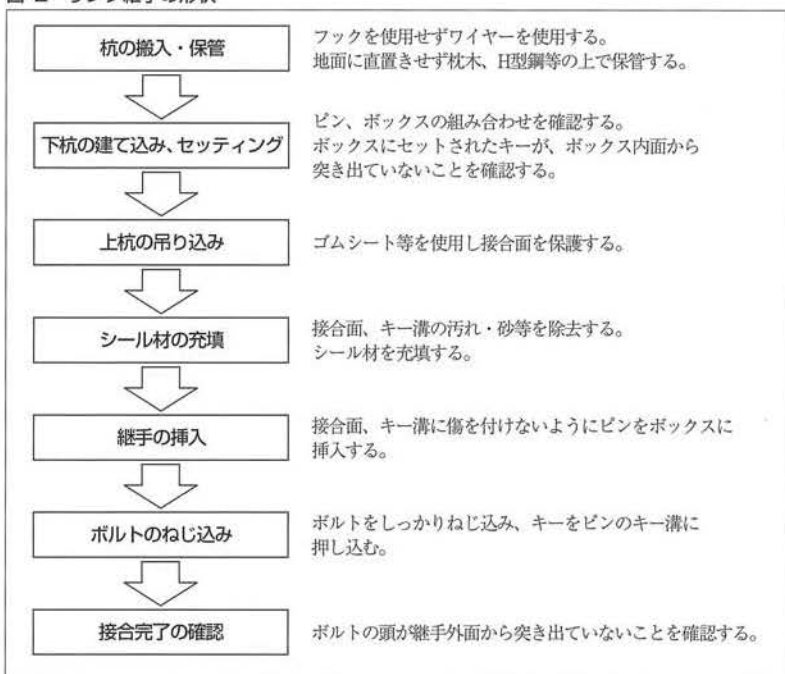 杭の搬入・保管
フックを使用せずワイヤーを使用する。
地面に直置きせず枕木、H型鋼等の上で保管する。
下杭の建て込み、セッティング
ピン、ボックスの組み合わせを確認する。
ボックスにセットされたキーが、ボックス内面から
突き出ていないことを確認する。
上杭の吊り込み
ゴムシート等を使用し接合面を保護する。
シール材の充填
接合面、キー溝の汚れ・砂等を除去する。
シール材を充填する。
継手の挿入
接合面、キー溝に傷を付けないようにピンをボックスに
挿入する。
ボルトのねじ込み
ボルトをしっかりねじ込み、キーをピンのキー溝に
押し込む。
接合完了の確認
ボルトの頭が継手外面から突き出ていないことを確認する。